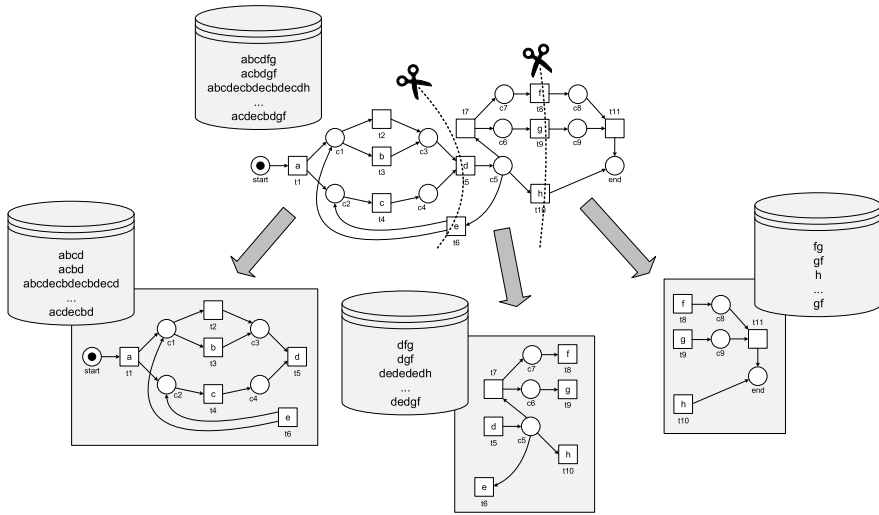 abcdfg
acbdgf
abcdecbdecbdecdh
...
acdecbdgf
start
a
t1
c1
c2
t2
b
t3
c
t4
c3
c4
d
t5
e
t6
c5
t7
c7
c6
f
t8
g
t9
h
t10
c8
c9
t11
end
abcd
acbd
abcdecbdecbdecd
...
acdecbd
start
a
t1
c1
c2
t2
b
t3
c
t4
c3
c4
d
t5
e
t6
dfg
dgf
dedededh
...
dedgf
t7
c7
f
t8
c6
g
t9
d
t5
c5
h
t10
e
t6
fg
gf
h
...
gf
f
t8
c8
t11
g
t9
c9
end
h
t10